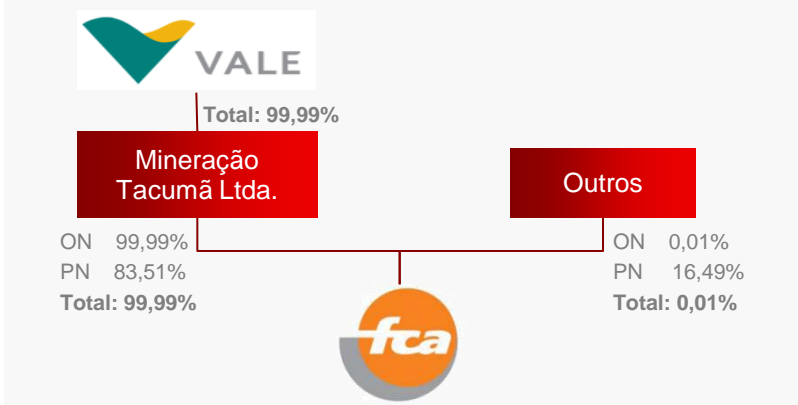 VALE
Total: 99,99%
Mineração
Tacumã Ltda.
Outros
ON 99,99%
PN 83,51%
Total: 99,99%
ON 0,01%
PN 16,49%
Total: 0,01%
fca